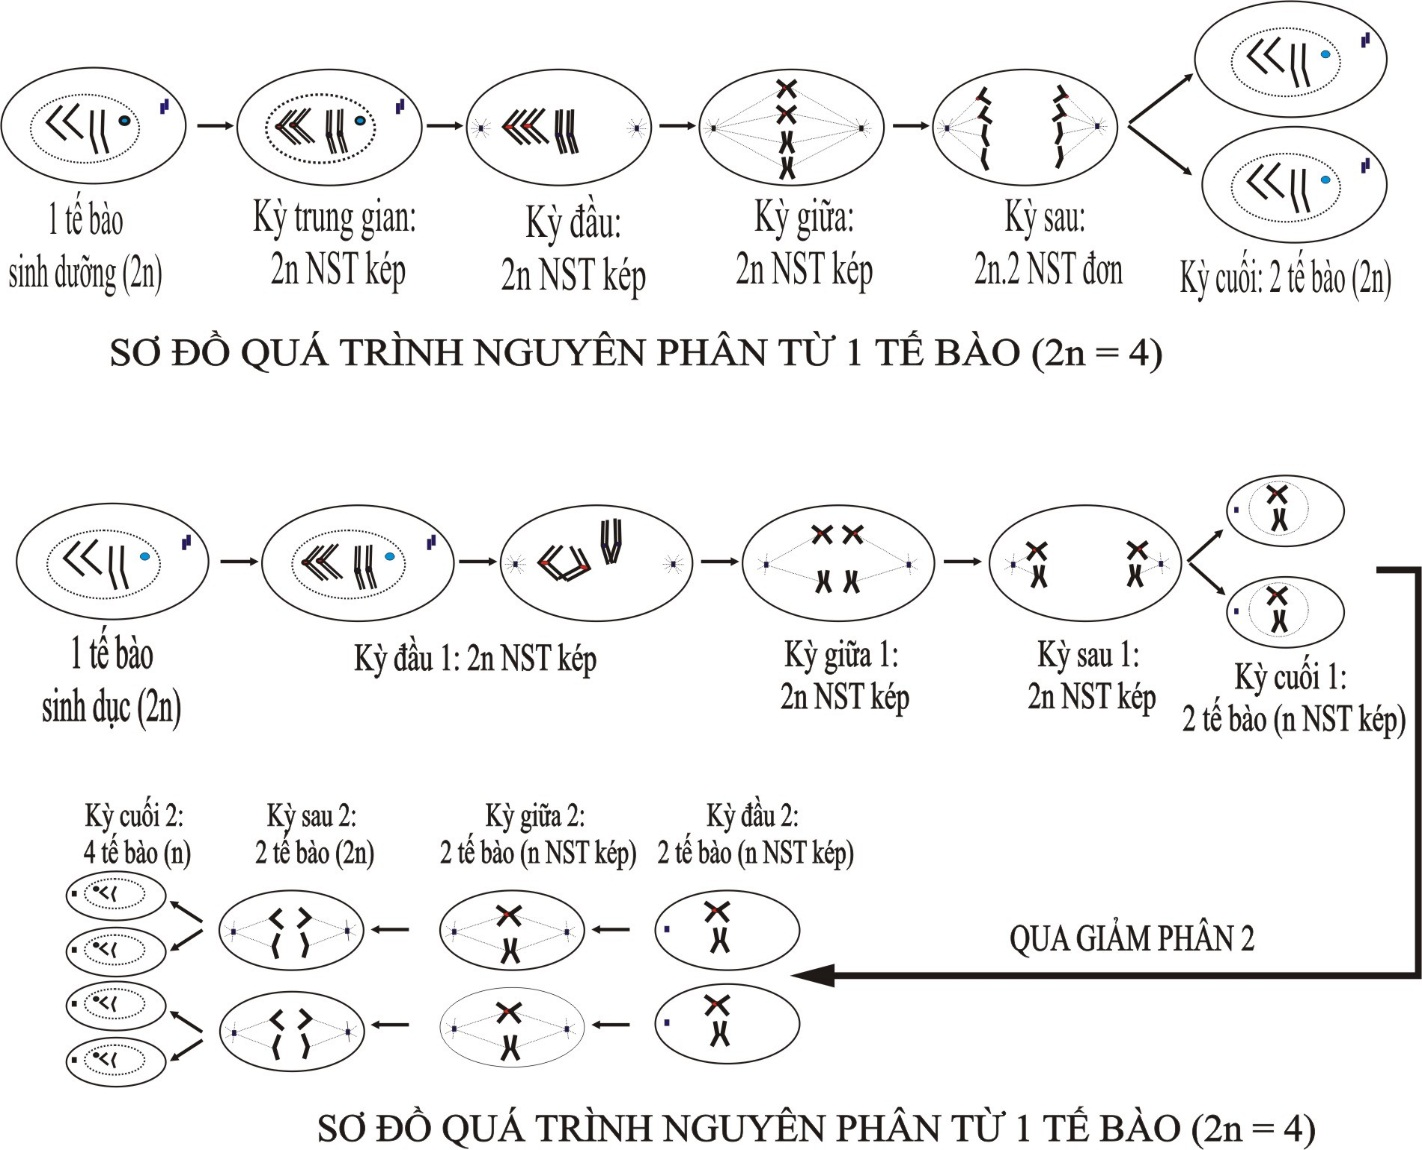 1 tế bào
sinh dưỡng (2n)
Kỳ trung gian:
2n NST kép
Kỳ đầu:
2n NST kép
Kỳ giữa:
2n NST kép
Kỳ sau:
2n.2 NST đơn
Kỳ cuối: 2 tế bào (2n)
SƠ ĐỒ QUÁ TRÌNH NGUYÊN PHÂN TỪ 1 TẾ BÀO (2n = 4)
1 tế bào
sinh dục (2n)
Kỳ đầu 1: 2n NST kép
Kỳ giữa 1:
2n NST kép
Kỳ sau 1:
2n NST kép
Kỳ cuối 1:
2 tế bào (n NST kép)
Kỳ cuối 2:
4 tế bào (n)
Kỳ sau 2:
2 tế bào (2n)
Kỳ giữa 2:
2 tế bào (n NST kép)
Kỳ đầu 2:
2 tế bào (n NST kép)
QUA GIẢM PHÂN 2
SƠ ĐỒ QUÁ TRÌNH NGUYÊN PHÂN TỪ 1 TẾ BÀO (2n = 4)